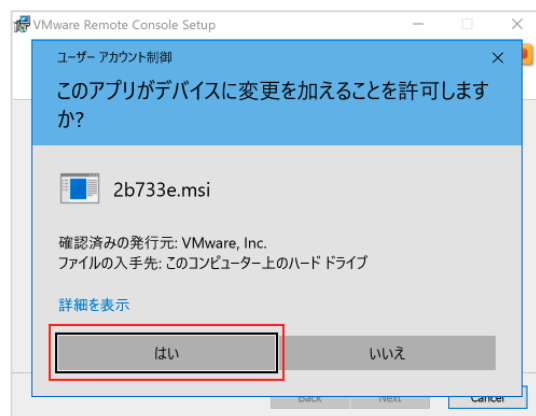 VMware Remote Console Setup
ユーザー アカウント制御
このアプリがデバイスに変更を加えることを許可します
か?
2b733e.msi
確認済みの発行元: VMware, Inc.
ファイルの入手先: このコンピューター上のハード ドライブ
詳細を表示
はい
いいえ
Back
Next
Cancel